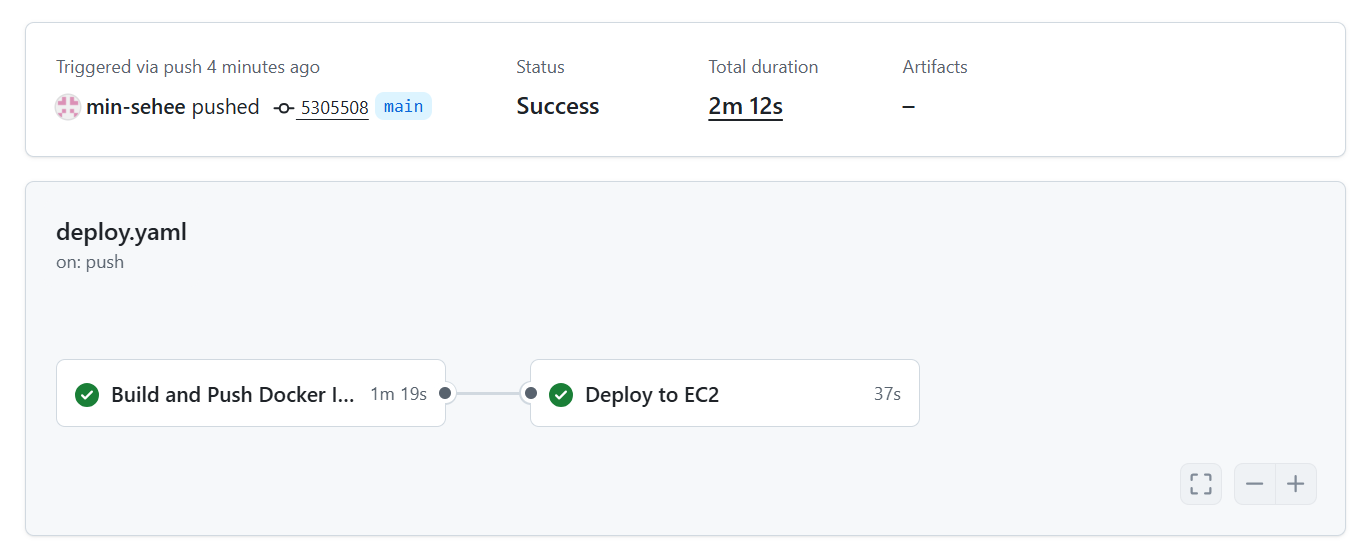 Triggered via push 4 minutes ago
min-sehee pushed 5305508 main
Status
Success
Total duration
2m 12s
Artifacts
–
deploy.yaml
on: push
Build and Push Docker I... 1m 19s
Deploy to EC2 37s